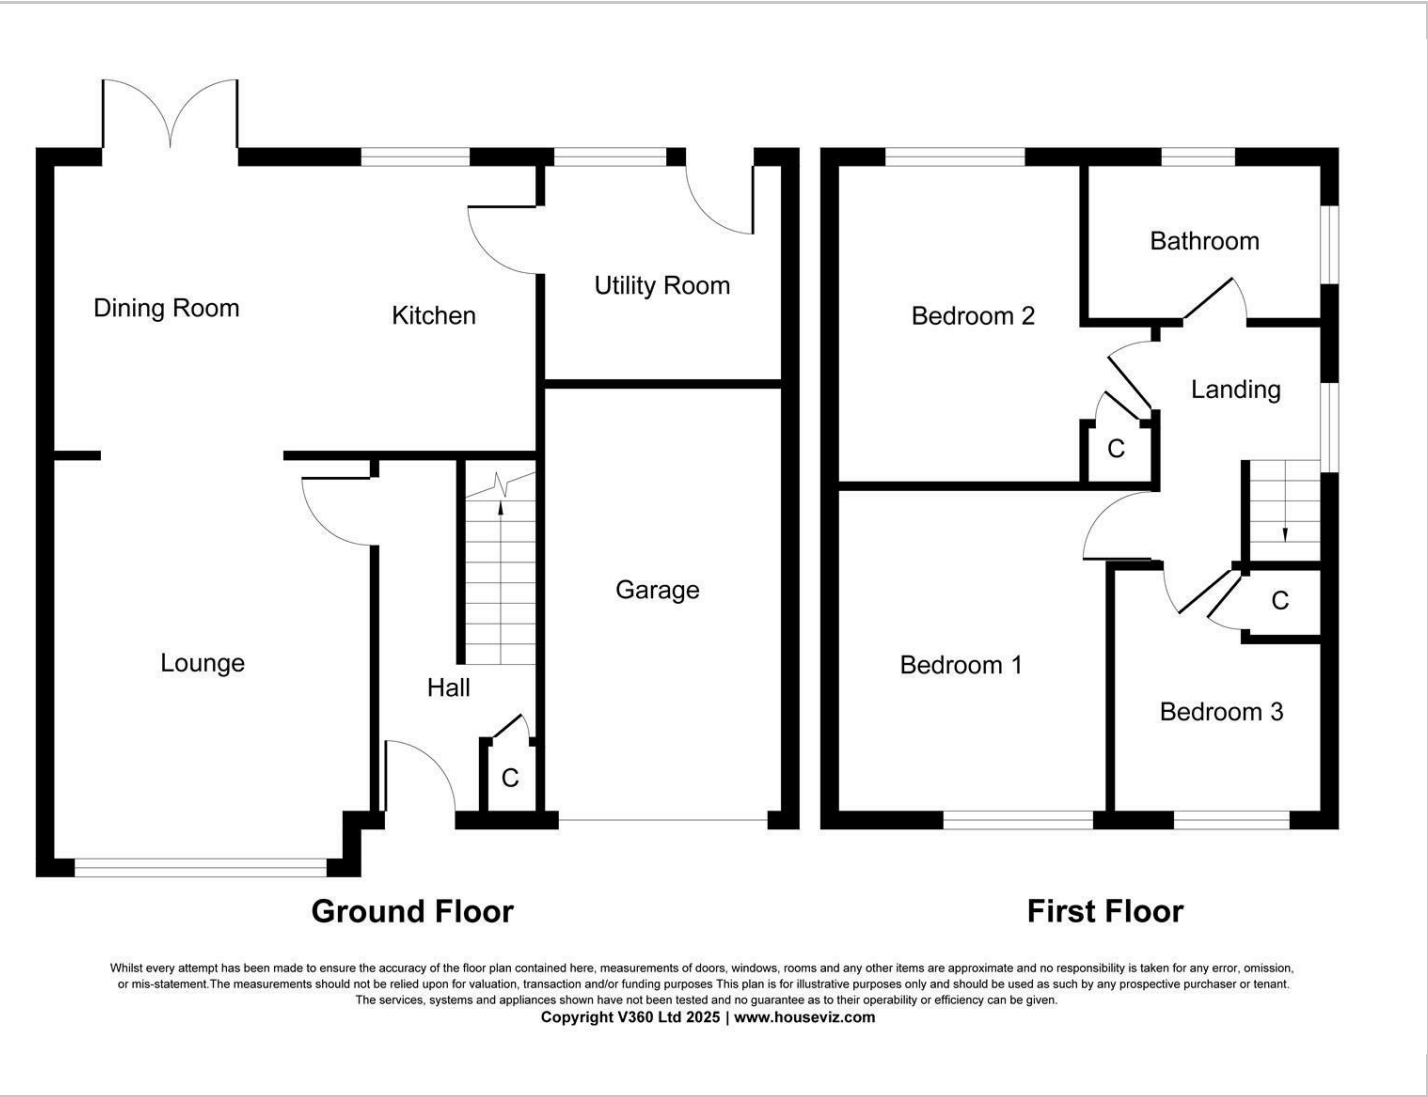 Dining Room
Kitchen
Utility Room
Bedroom 2
Bathroom
Landing
C
Garage
Lounge
Hall
C
Bedroom 1
C
Bedroom 3
Ground Floor
First Floor
Whilst every attempt has been made to ensure the accuracy of the floor plan contained here, measurements of doors, windows, rooms and any other items are approximate and no responsibility is taken for any error, omission,
or mis-statement.The measurements should not be relied upon for valuation, transaction and/or funding purposes This plan is for illustrative purposes only and should be used as such by any prospective purchaser or tenant.
The services, systems and appliances shown have not been tested and no guarantee as to their operability or efficiency can be given.
Copyright V360 Ltd 2025 | www.houseviz.com